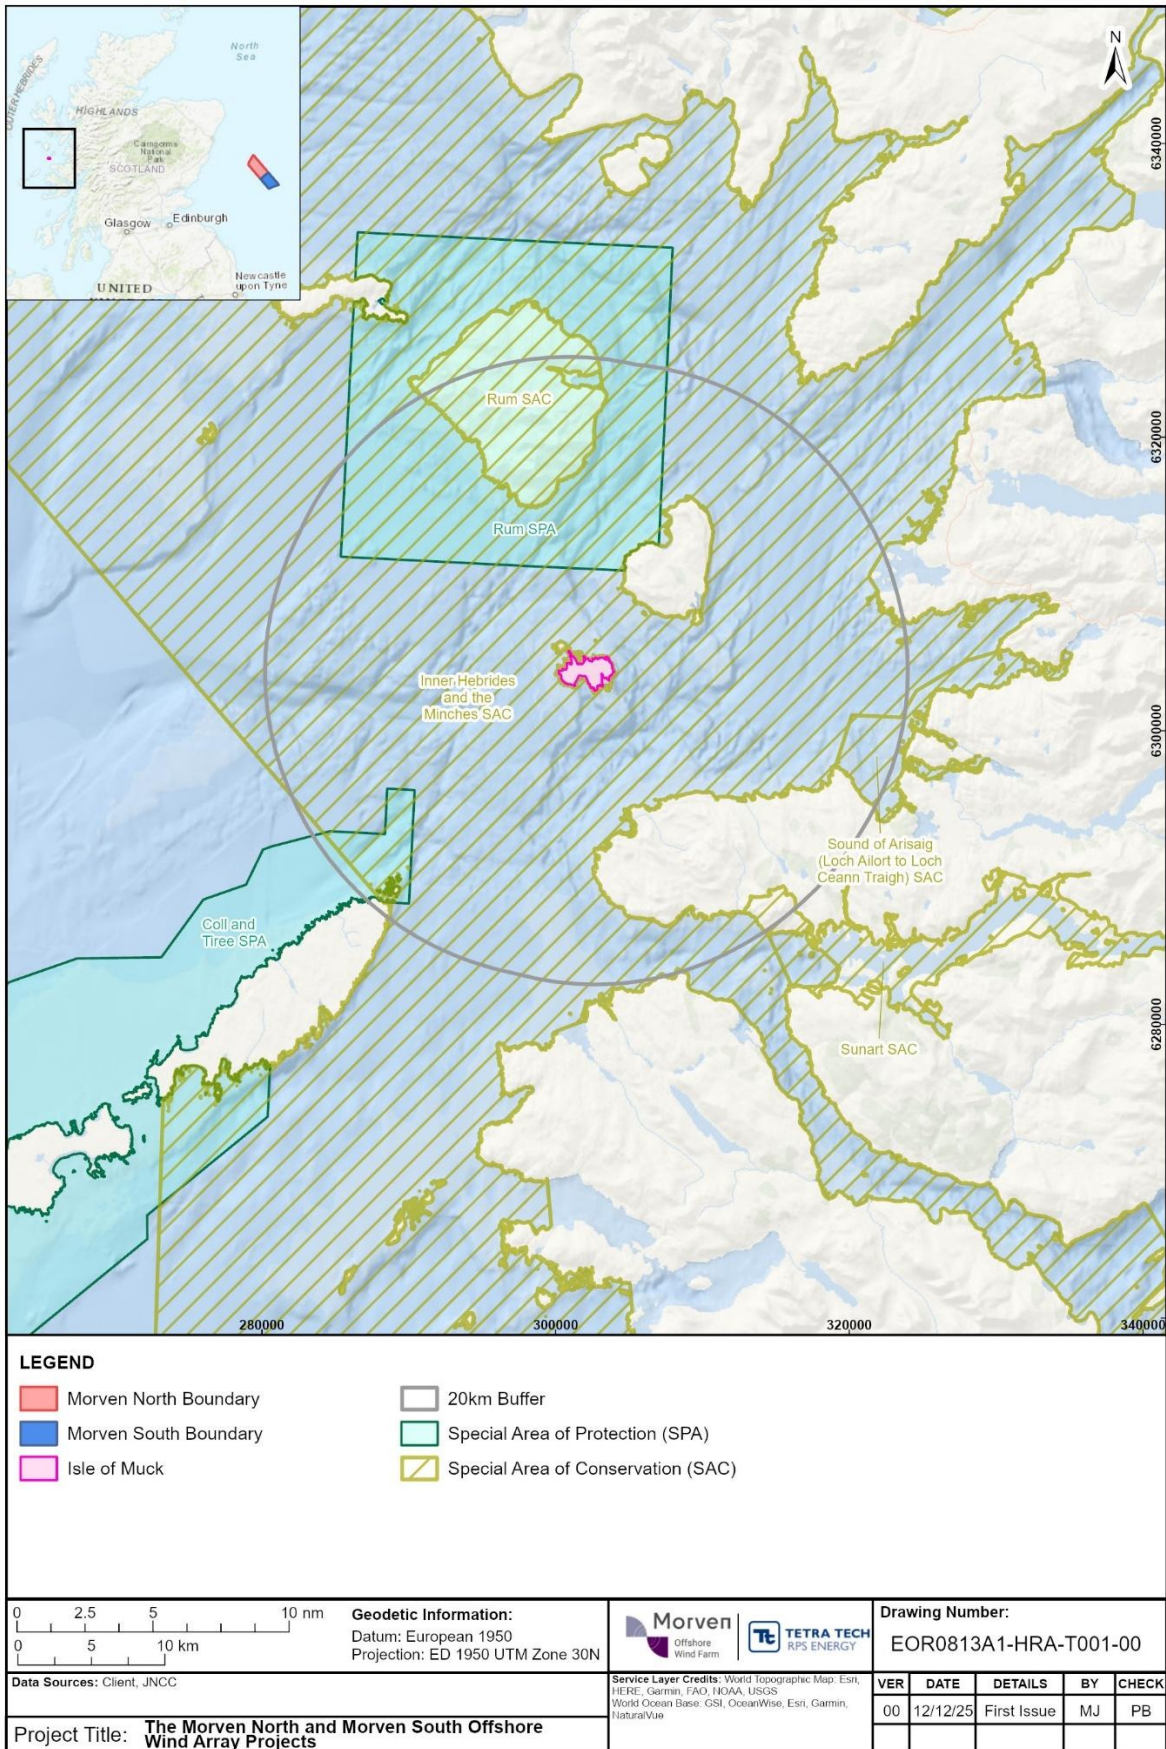 North
Sea
OUTER HEBRIDES
HIGHLANDS
Cairngorms
National
Park
SCOTLAND
Glasgow
Edinburgh
Newcastle
upon Tyne
UNITED
N
6340000
6320000
6300000
6280000
Rum SAC
Rum SPA
Inner Hebrides
and the
Minches SAC
Sound of Arisaig
(Loch Ailort to Loch
Ceann Traigh) SAC
Coll and
Tiree SPA
Sunart SAC
280000
300000
320000
340000
LEGEND
Morven North Boundary
Morven South Boundary
Isle of Muck
20km Buffer
Special Area of Protection (SPA)
Special Area of Conservation (SAC)
0 2.5 5 10 nm
0 5 10 km
Geodetic Information:
Datum: European 1950
Projection: ED 1950 UTM Zone 30N
Morven
Offshore
Wind Farm
Tt
TETRA TECH
RPS ENERGY
Drawing Number:
EOR0813A1-HRA-T001-00
Data Sources: Client, JNCC
Service Layer Credits: World Topographic Map: Esri,
HERE, Garmin, FAO, NOAA, USGS
World Ocean Base: GSI, OceanWise, Esri, Garmin,
NaturalVue
VER DATE DETAILS BY CHECK
00 12/12/25 First Issue MJ PB
Project Title: The Morven North and Morven South Offshore
Wind Array Projects